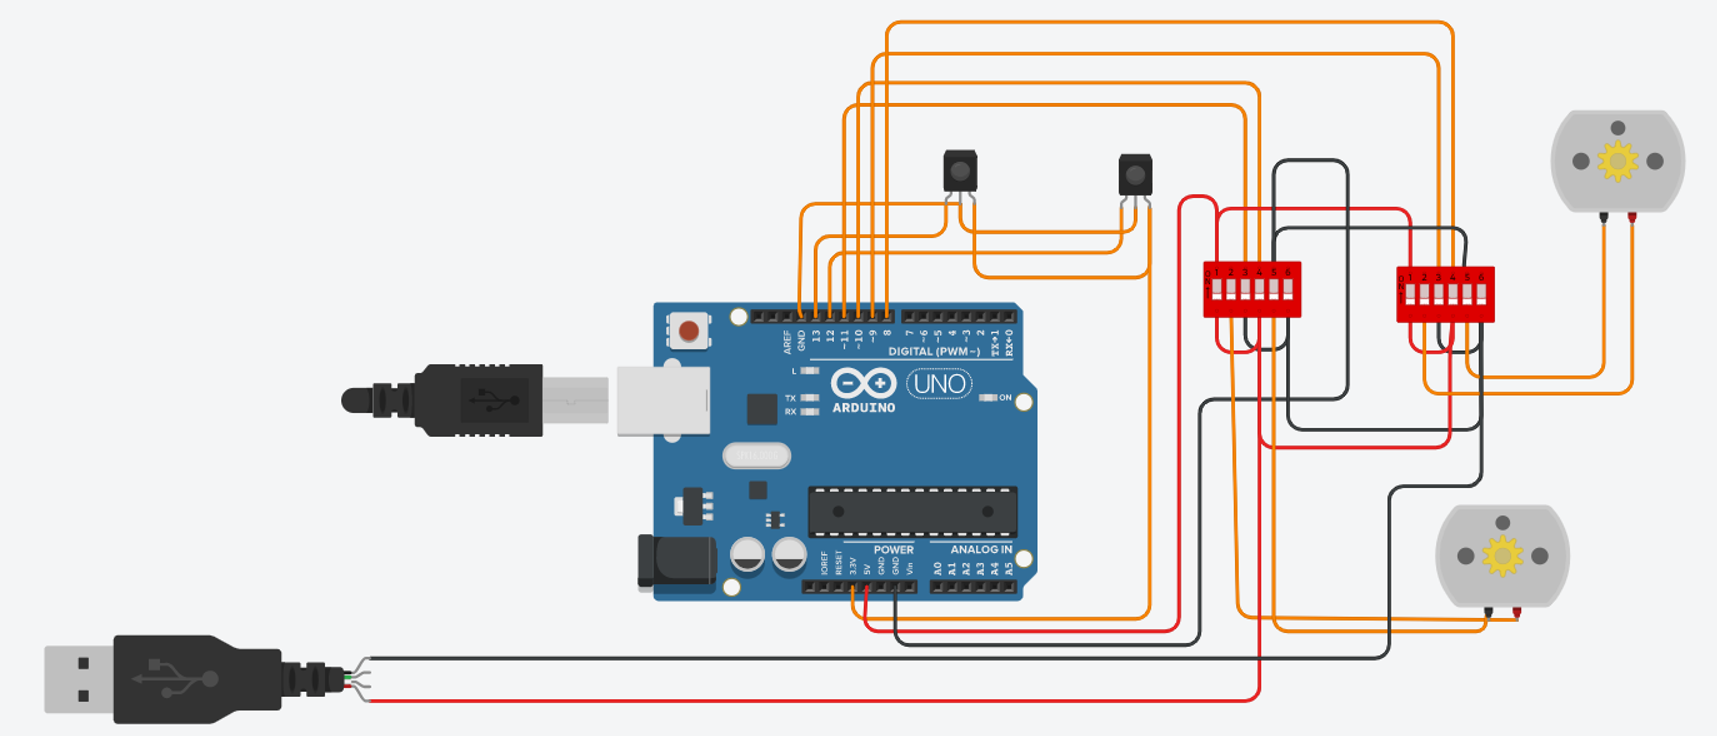 1 2 3 4 5 6
1 2 3 4 5 6
AREF GND 13 12 ~11 ~10 ~9 8 7 ~6 ~5 4 ~3 2 TX→1 RX←0
DIGITAL (PWM~)
L
TX
RX
ARDUINO
UNO
ON
POWER
ANALOG IN
IOREF RESET 3.3V 5V GND GND Vin A0 A1 A2 A3 A4 A5